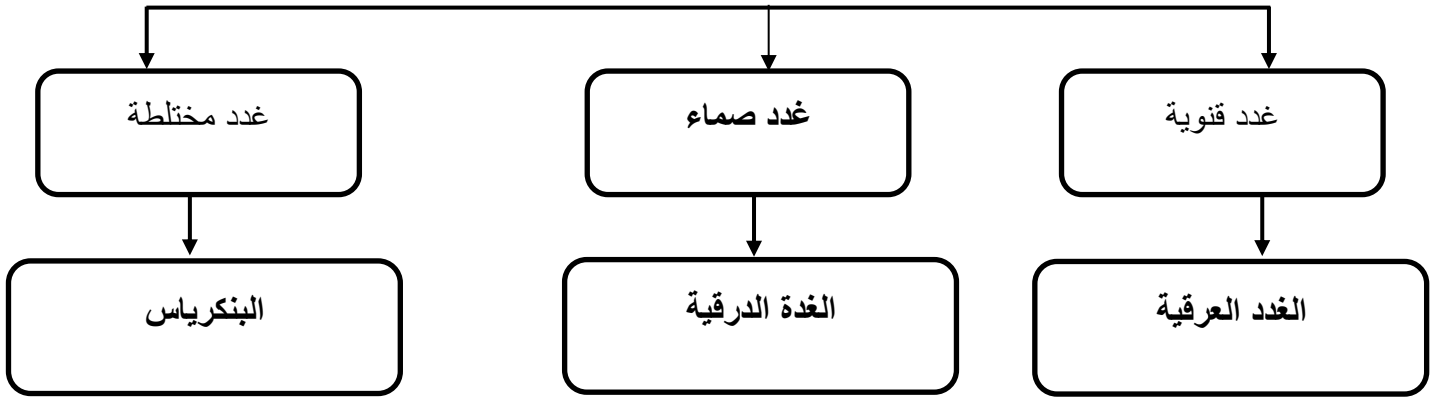 غدد قنوية
غدد صماء
غدد مختلطة
الغدد العرقية
الغدة الدرقية
البنكرياس